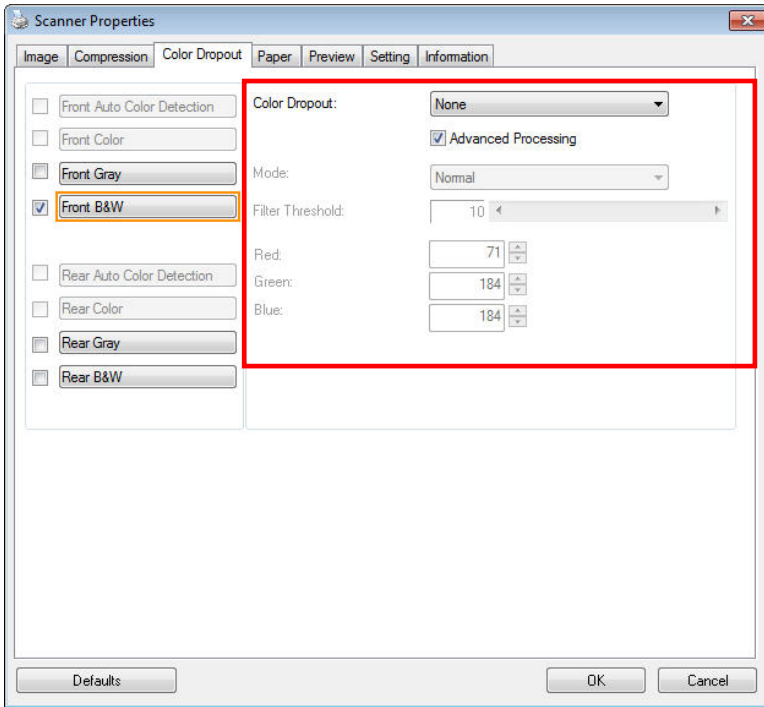 Scanner Properties
Image Compression Color Dropout Paper Preview Setting Information
Front Auto Color Detection
Front Color
Front Gray
Front B&W
Rear Auto Color Detection
Rear Color
Rear Gray
Rear B&W
Color Dropout: None
Advanced Processing
Mode: Normal
Filter Threshold: 10
Red: 71
Green: 184
Blue: 184
Defaults OK Cancel